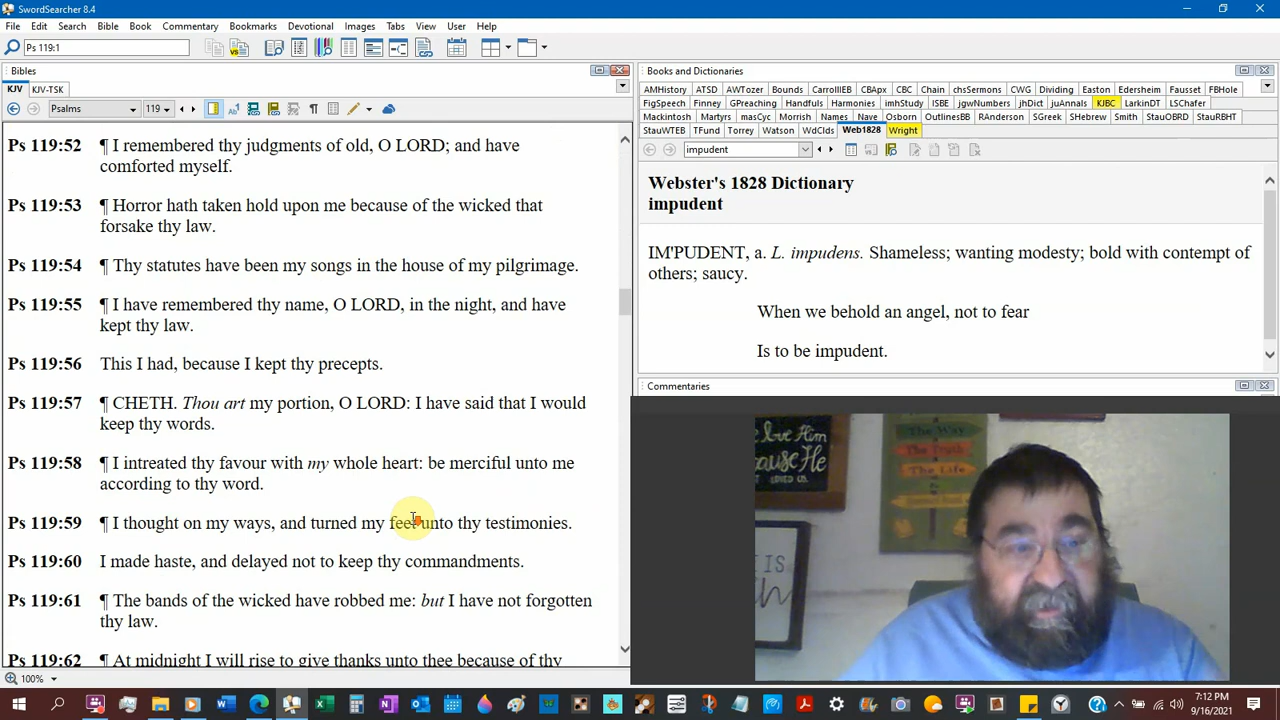 SwordSearcher 8.4
File Edit Search Bible Book Commentary Bookmarks Devotional Images Tabs View User Help
Ps 119:1
Bibles
KJV KJV-TSK
Psalms 119
Ps 119:52 ¶ I remembered thy judgments of old, O LORD; and have
comforted myself.
Ps 119:53 ¶ Horror hath taken hold upon me because of the wicked that
forsake thy law.
Ps 119:54 ¶ Thy statutes have been my songs in the house of my pilgrimage.
Ps 119:55 ¶ I have remembered thy name, O LORD, in the night, and have
kept thy law.
Ps 119:56 This I had, because I kept thy precepts.
Ps 119:57 ¶ CHETH. Thou art my portion, O LORD: I have said that I would
keep thy words.
Ps 119:58 ¶ I intreated thy favour with my whole heart: be merciful unto me
according to thy word.
Ps 119:59 ¶ I thought on my ways, and turned my feet unto thy testimonies.
Ps 119:60 I made haste, and delayed not to keep thy commandments.
Ps 119:61 ¶ The bands of the wicked have robbed me: but I have not forgotten
thy law.
Ps 119:62 ¶ At midnight I will rise to give thanks unto thee because of thy
100%
Books and Dictionaries
AMHistory ATSD AWTozer Bounds CarrollEB CBApx CBC Chain chsSermons CWG Dividing Easton Edersheim Fausset FBHole
FigSpeech Finney GPreaching Handfuls Harmonies imhStudy ISBE jgwNumbers jhDict juAnnals KJBC LarkinDT LSChafer
Mackintosh Martyrs masCyc Morrish Names Nave Osborn OutlinesBB RAnderson SGreek SHebrew Smith StauOBRD StauRBHT
StauWTEB TFund Torrey Watson WdClds Web1828 Wright
impudent
Webster's 1828 Dictionary
impudent
IM'PUDENT, a. L. impudens. Shameless; wanting modesty; bold with contempt of
others; saucy.
When we behold an angel, not to fear
Is to be impudent.
Commentaries
The Way
The Truth
The Life
7:12 PM
9/16/2021